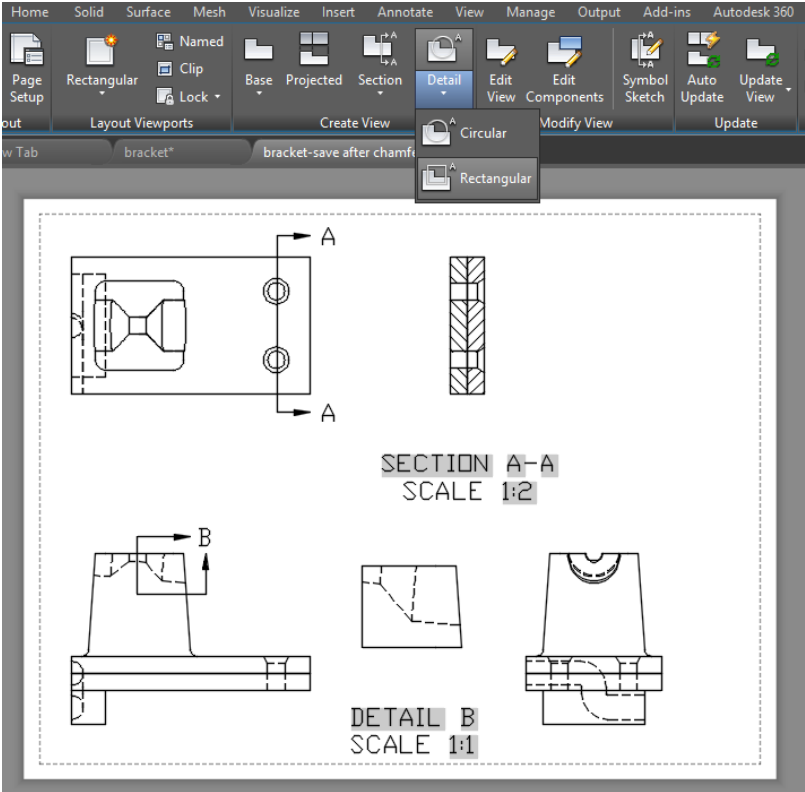 Home Solid Surface Mesh Visualize Insert Annotate View Manage Output Add-ins Autodesk 360
Page Setup
Rectangular
Named
Clip
Lock
Base Projected Section Detail
Edit View
Edit Components
Symbol Sketch
Auto Update
Update View
out Layout Viewports Create View Modify View Update
Circular
Rectangular
w Tab bracket* bracket-save after chamfe
A
A
SECTION A-A
SCALE 1:2
B
DETAIL B
SCALE 1:1